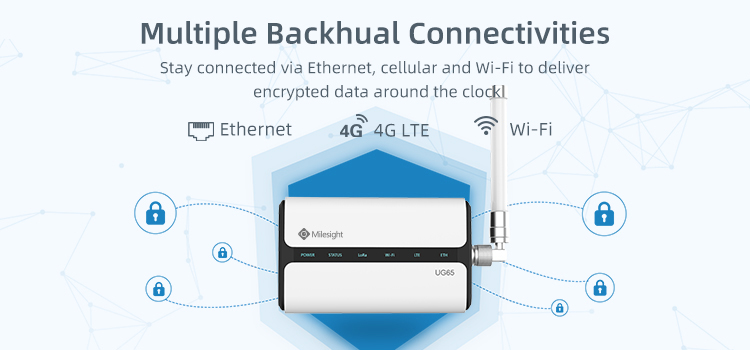 Multiple Backhual Connectivities
Stay connected via Ethernet, cellular and Wi-Fi to deliver
encrypted data around the clock
Ethernet
4G 4G LTE
Wi-Fi
Milesight
POWER STATUS LoRa Wi-Fi LTE ETH
UG65